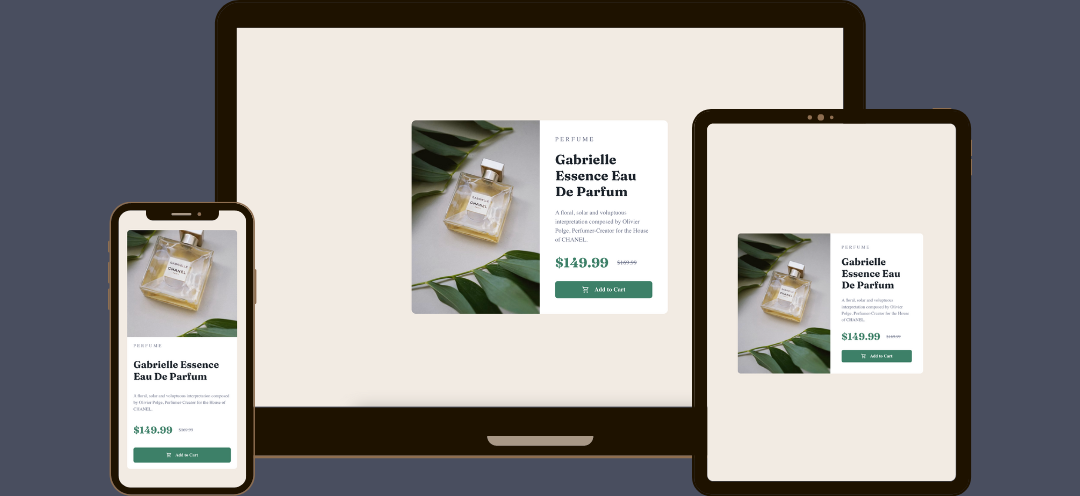 PERFUME
Gabrielle
Essence Eau
De Parfum
A floral, solar and voluptuous
interpretation composed by Olivier
Polge, Perfumer-Creator for the House
of CHANEL.
$149.99 $169.99
Add to Cart
CHANEL
PERFUME
Gabrielle Essence
Eau De Parfum
A floral, solar and voluptuous interpretation composed
by Olivier Polge, Perfumer-Creator for the House of
CHANEL.
$149.99 $169.99
Add to Cart
CHANEL
PERFUME
Gabrielle
Essence Eau
De Parfum
A floral, solar and voluptuous
interpretation composed by Olivier
Polge, Perfumer-Creator for the House
of CHANEL.
$149.99 $169.99
Add to Cart